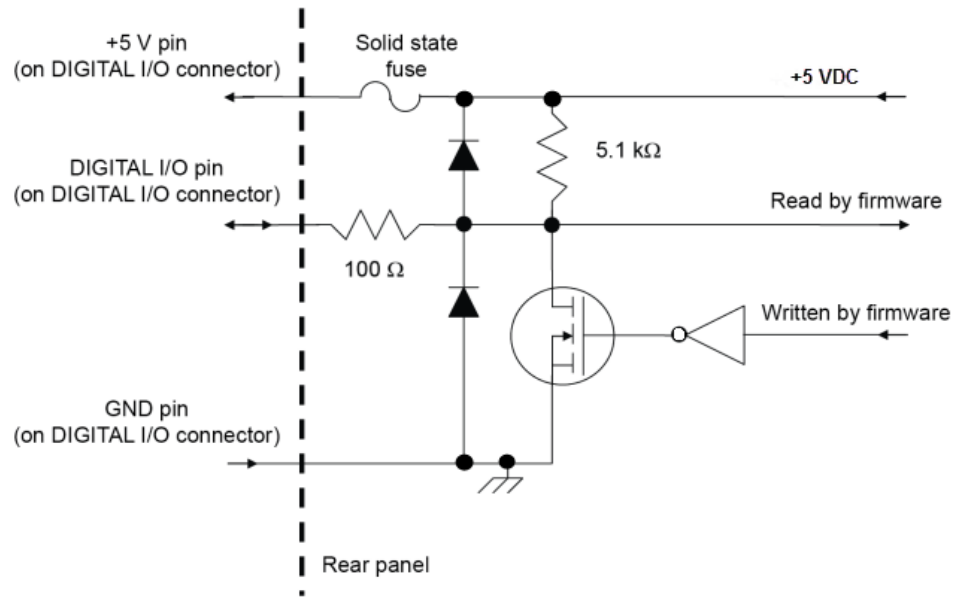 +5 V pin
(on DIGITAL I/O connector)
Solid state
fuse
+5 VDC
5.1 kΩ
DIGITAL I/O pin
(on DIGITAL I/O connector)
Read by firmware
100 Ω
Written by firmware
GND pin
(on DIGITAL I/O connector)
Rear panel